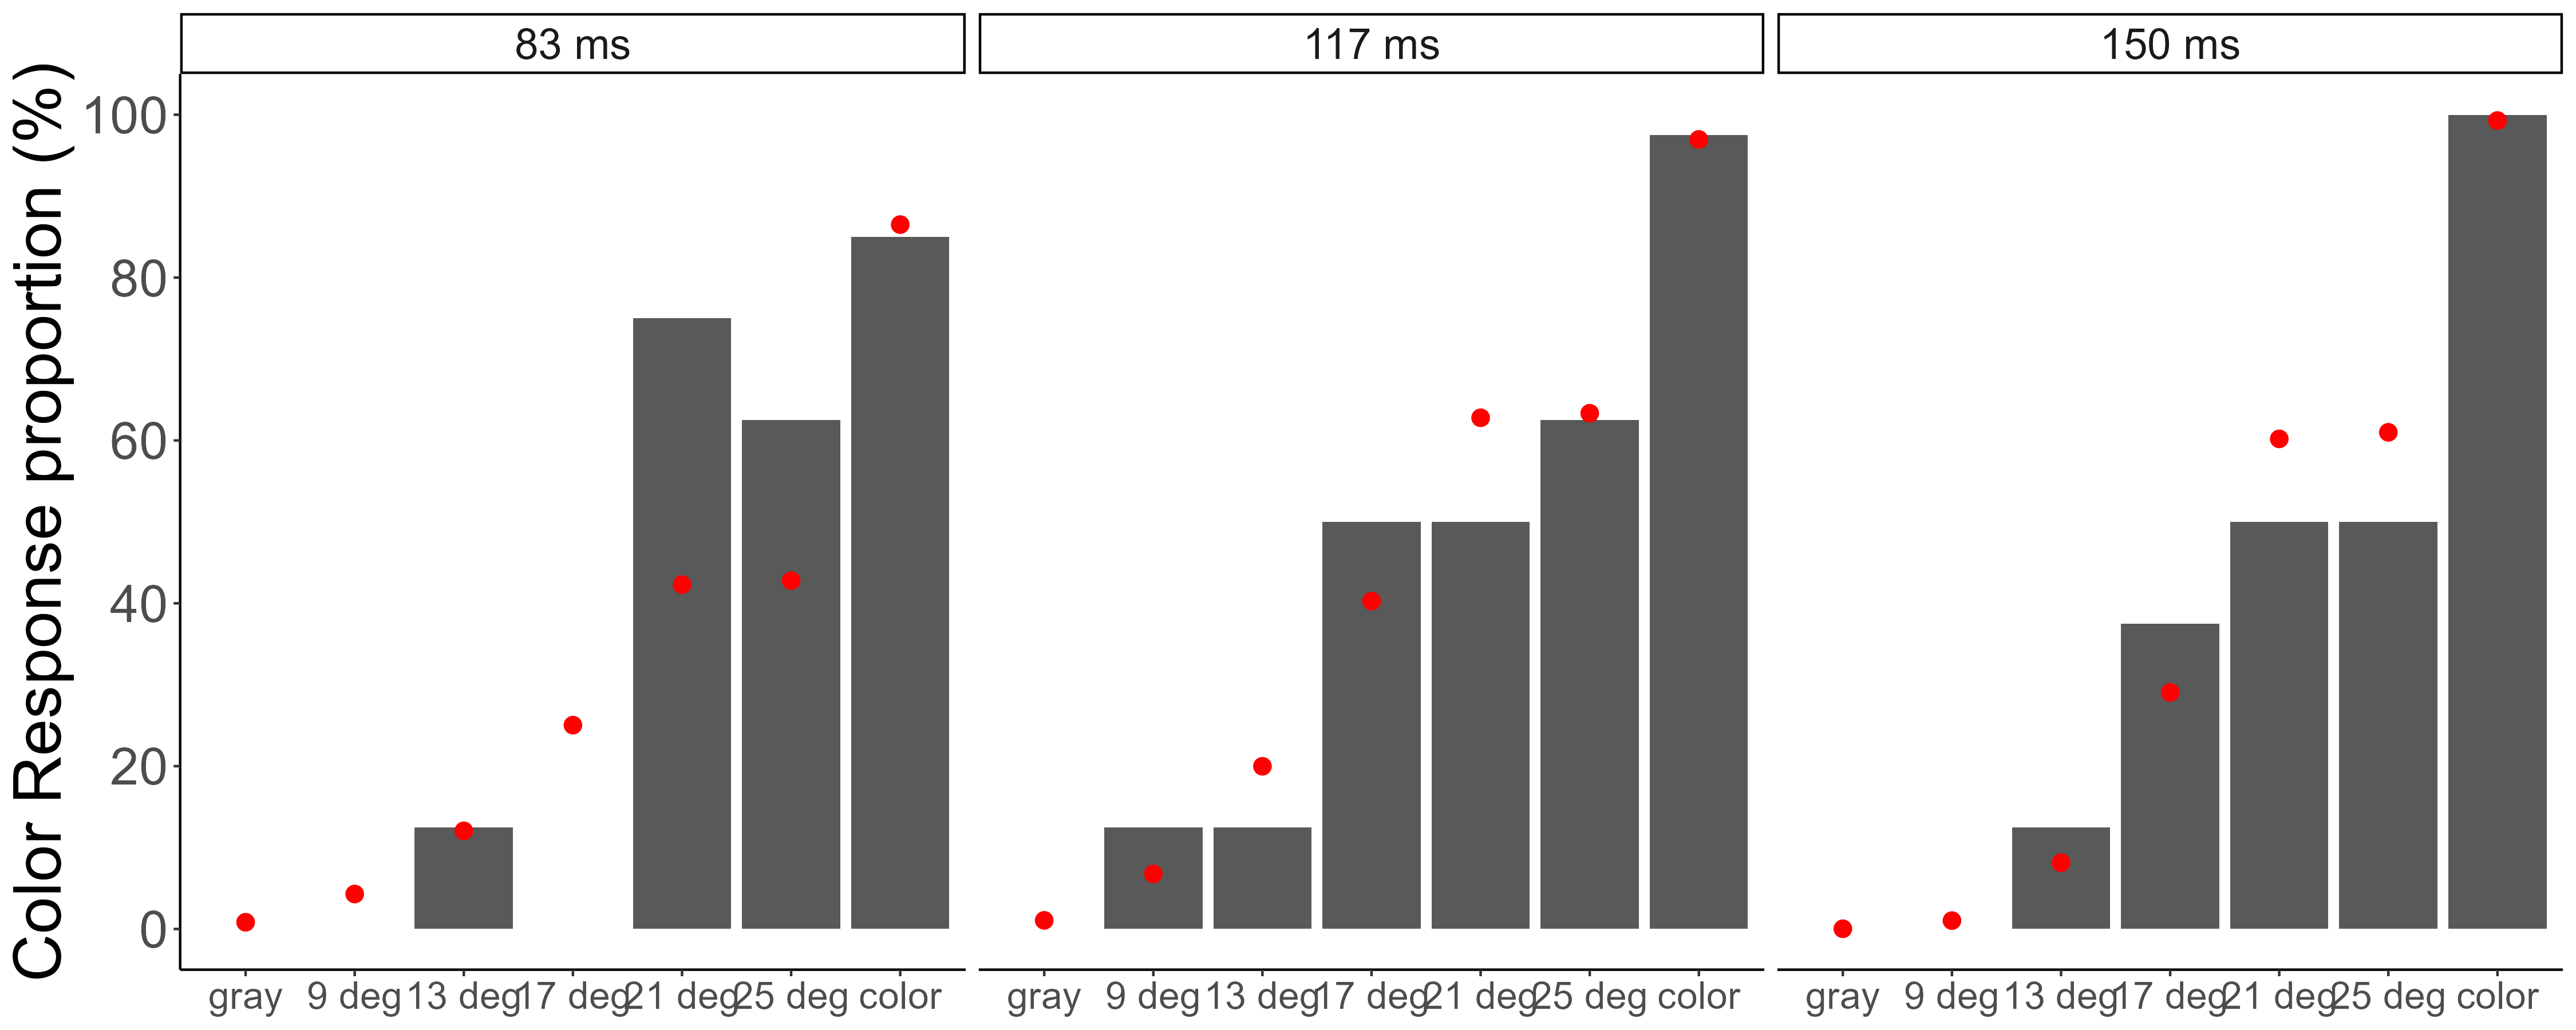 83 ms
117 ms
150 ms
Color Response proportion (%)
100
80
60
40
20
0
gray 9 deg 13 deg 17 deg 21 deg 25 deg color
gray 9 deg 13 deg 17 deg 21 deg 25 deg color
gray 9 deg 13 deg 17 deg 21 deg 25 deg color